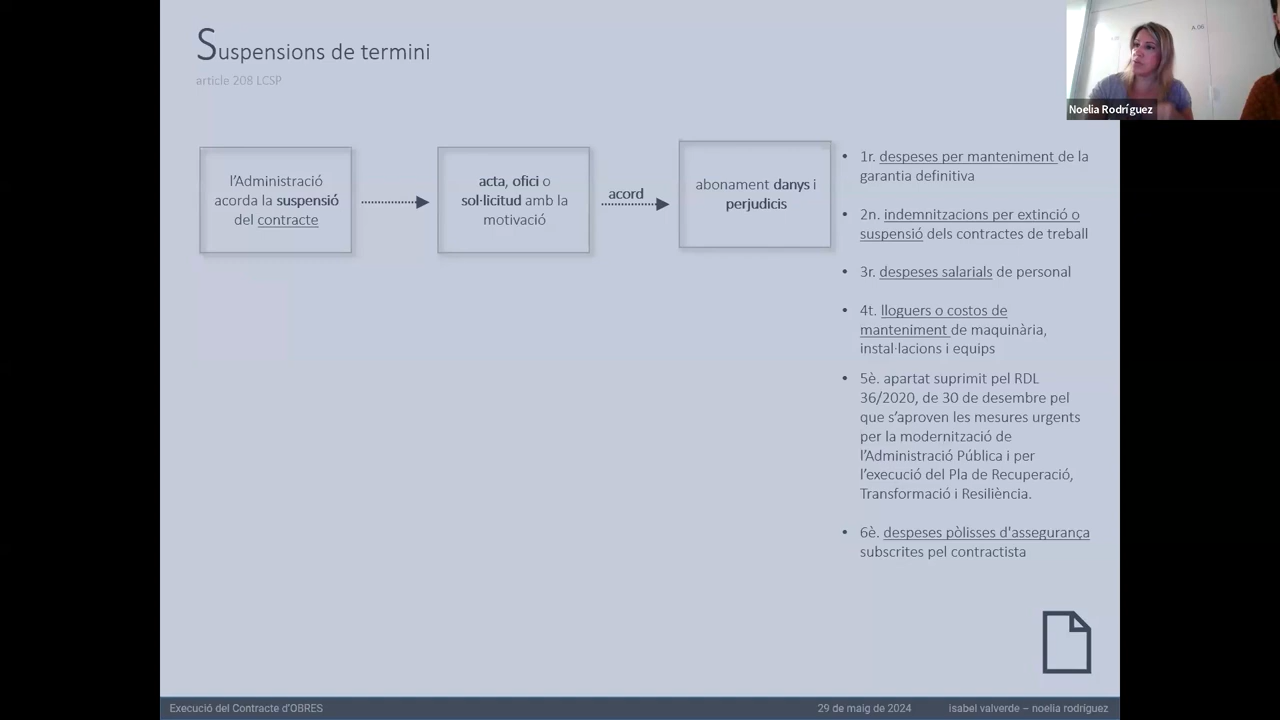 Suspensions de termini
article 208 LCSP
l'Administració
acorda la suspensió
del contracte
acta, ofici o
sol·licitud amb la
motivació
acord
abonament danys i
perjudicis
• 1r. despeses per manteniment de la
garantia definitiva
• 2n. indemnitzacions per extinció o
suspensió dels contractes de treball
• 3r. despeses salarials de personal
• 4t. lloguers o costos de
manteniment de maquinària,
instal·lacions i equips
• 5è. apartat suprimit pel RDL
36/2020, de 30 de desembre pel
que s'aproven les mesures urgents
per la modernització de
l'Administració Pública i per
l'execució del Pla de Recuperació,
Transformació i Resiliència.
• 6è. despeses pòlisses d'assegurança
subscrites pel contractista
A.06
Noelia Rodríguez
Execució del Contracte d'OBRES
29 de maig de 2024
isabel valverde – noelia rodríguez